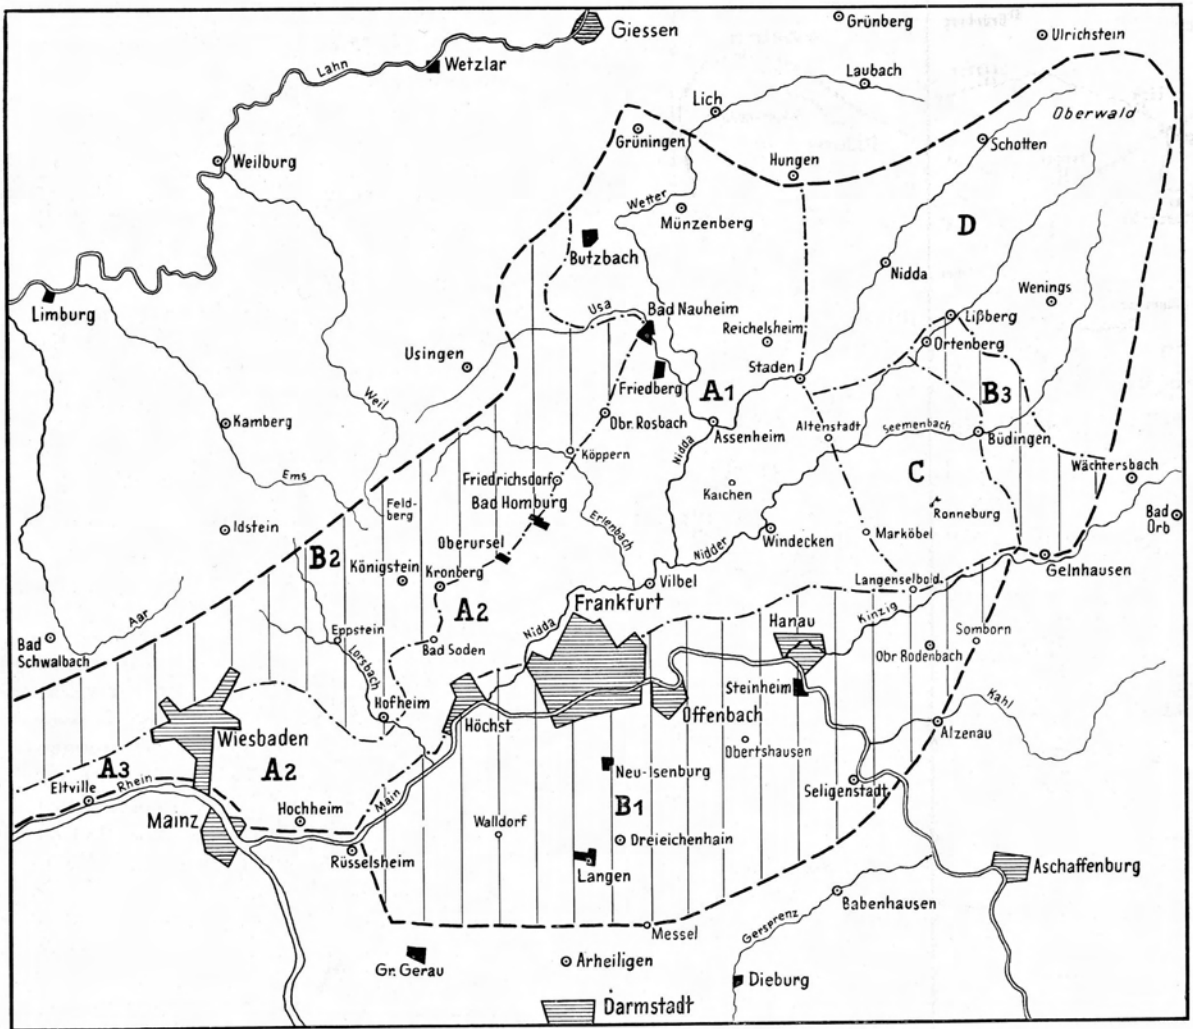 Giessen
Grünberg
Ulrichstein
Lahn
Wetzlar
Laubach
Lich
Oberwald
Grüningen
Schotten
Hungen
Weilburg
Wetter
Münzenberg
D
Butzbach
Nidda
Wenings
Limburg
Usa
Bad Nauheim
Lißberg
Reichelsheim
Ortenberg
Usingen
Staden
Friedberg
A1
B3
Weil
Kamberg
Obr. Rosbach
Assenheim
Altenstadt
Seemenbach
Büdingen
Köppern
Nidda
Wächtersbach
Ems
Friedrichsdorf
Kaichen
C
Feld-
berg
Bad Homburg
Ronneburg
Bad
Orb
Idstein
Erlenbach
Windecken
Marköbel
Oberursel
Nidder
B2
Königstein
Kronberg
Vilbel
Langenselbold.
Gelnhausen
Aar
A2
Frankfurt
Hanau
Kinzig
Bad
Schwalbach
Eppstein
Nidda
Somborn
Lorsbach
Bad Soden
Obr Rodenbach
Steinheim
Hofheim
Höchst
Offenbach
Kahl
Wiesbaden
Obertshausen
Alzenau
A3
A2
Neu-Isenburg
Eltville
Rhein
Main
Seligenstadt
Hochheim
B1
Mainz
Walldorf
Dreieichenhain
Rüsselsheim
Langen
Aschaffenburg
Babenhausen
Gersprenz
Messel
Gr. Gerau
Arheiligen
Dieburg
Darmstadt